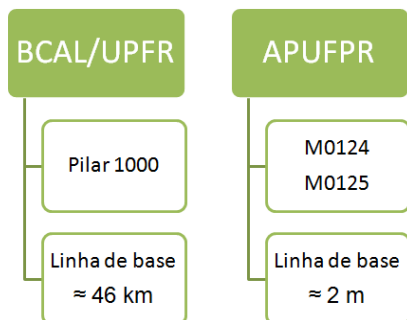 BCAL/UPFR
Pilar 1000
Linha de base
≈ 46 km
APUFPR
M0124
M0125
Linha de base
≈ 2 m